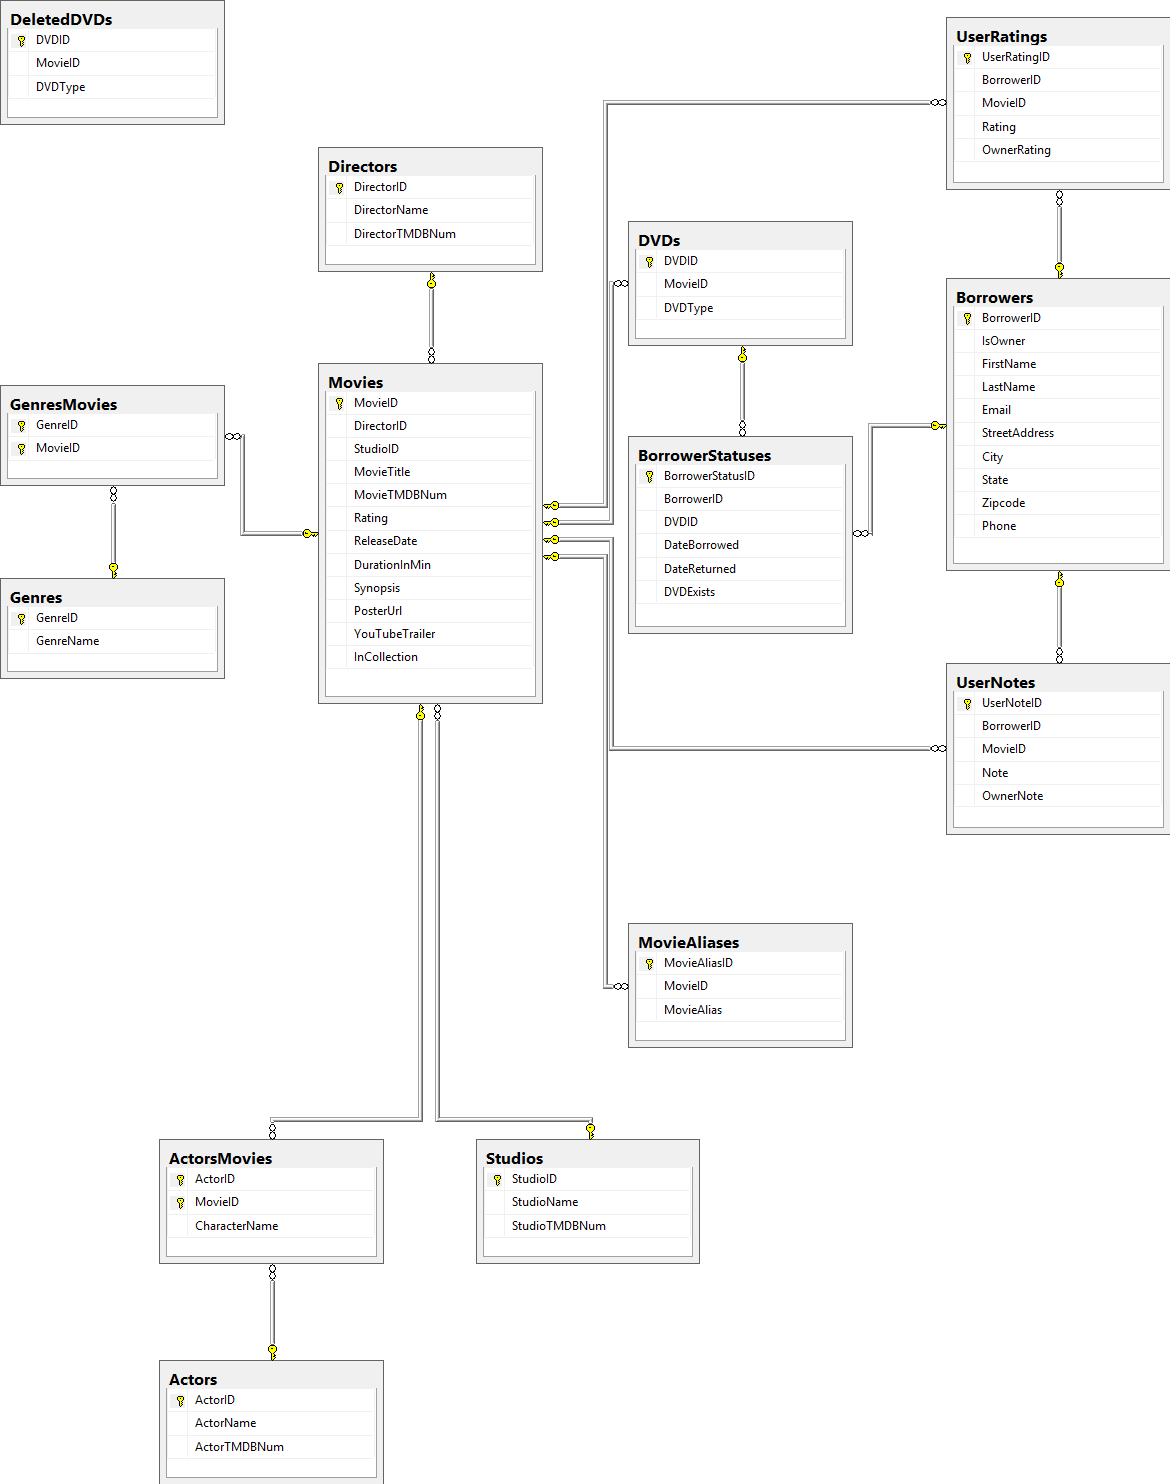 DeletedDVDs
DVDID
MovieID
DVDType
UserRatings
UserRatingID
BorrowerID
MovieID
Rating
OwnerRating
Directors
DirectorID
DirectorName
DirectorTMDBNum
DVDs
DVDID
MovieID
DVDType
Borrowers
BorrowerID
IsOwner
FirstName
LastName
Email
StreetAddress
City
State
Zipcode
Phone
Movies
MovieID
DirectorID
StudioID
MovieTitle
MovieTMDBNum
Rating
ReleaseDate
DurationInMin
Synopsis
PosterUrl
YouTubeTrailer
InCollection
GenresMovies
GenreID
MovieID
BorrowerStatuses
BorrowerStatusID
BorrowerID
DVDID
DateBorrowed
DateReturned
DVDExists
Genres
GenreID
GenreName
UserNotes
UserNoteID
BorrowerID
MovieID
Note
OwnerNote
MovieAliases
MovieAliasID
MovieID
MovieAlias
ActorsMovies
ActorID
MovieID
CharacterName
Studios
StudioID
StudioName
StudioTMDBNum
Actors
ActorID
ActorName
ActorTMDBNum